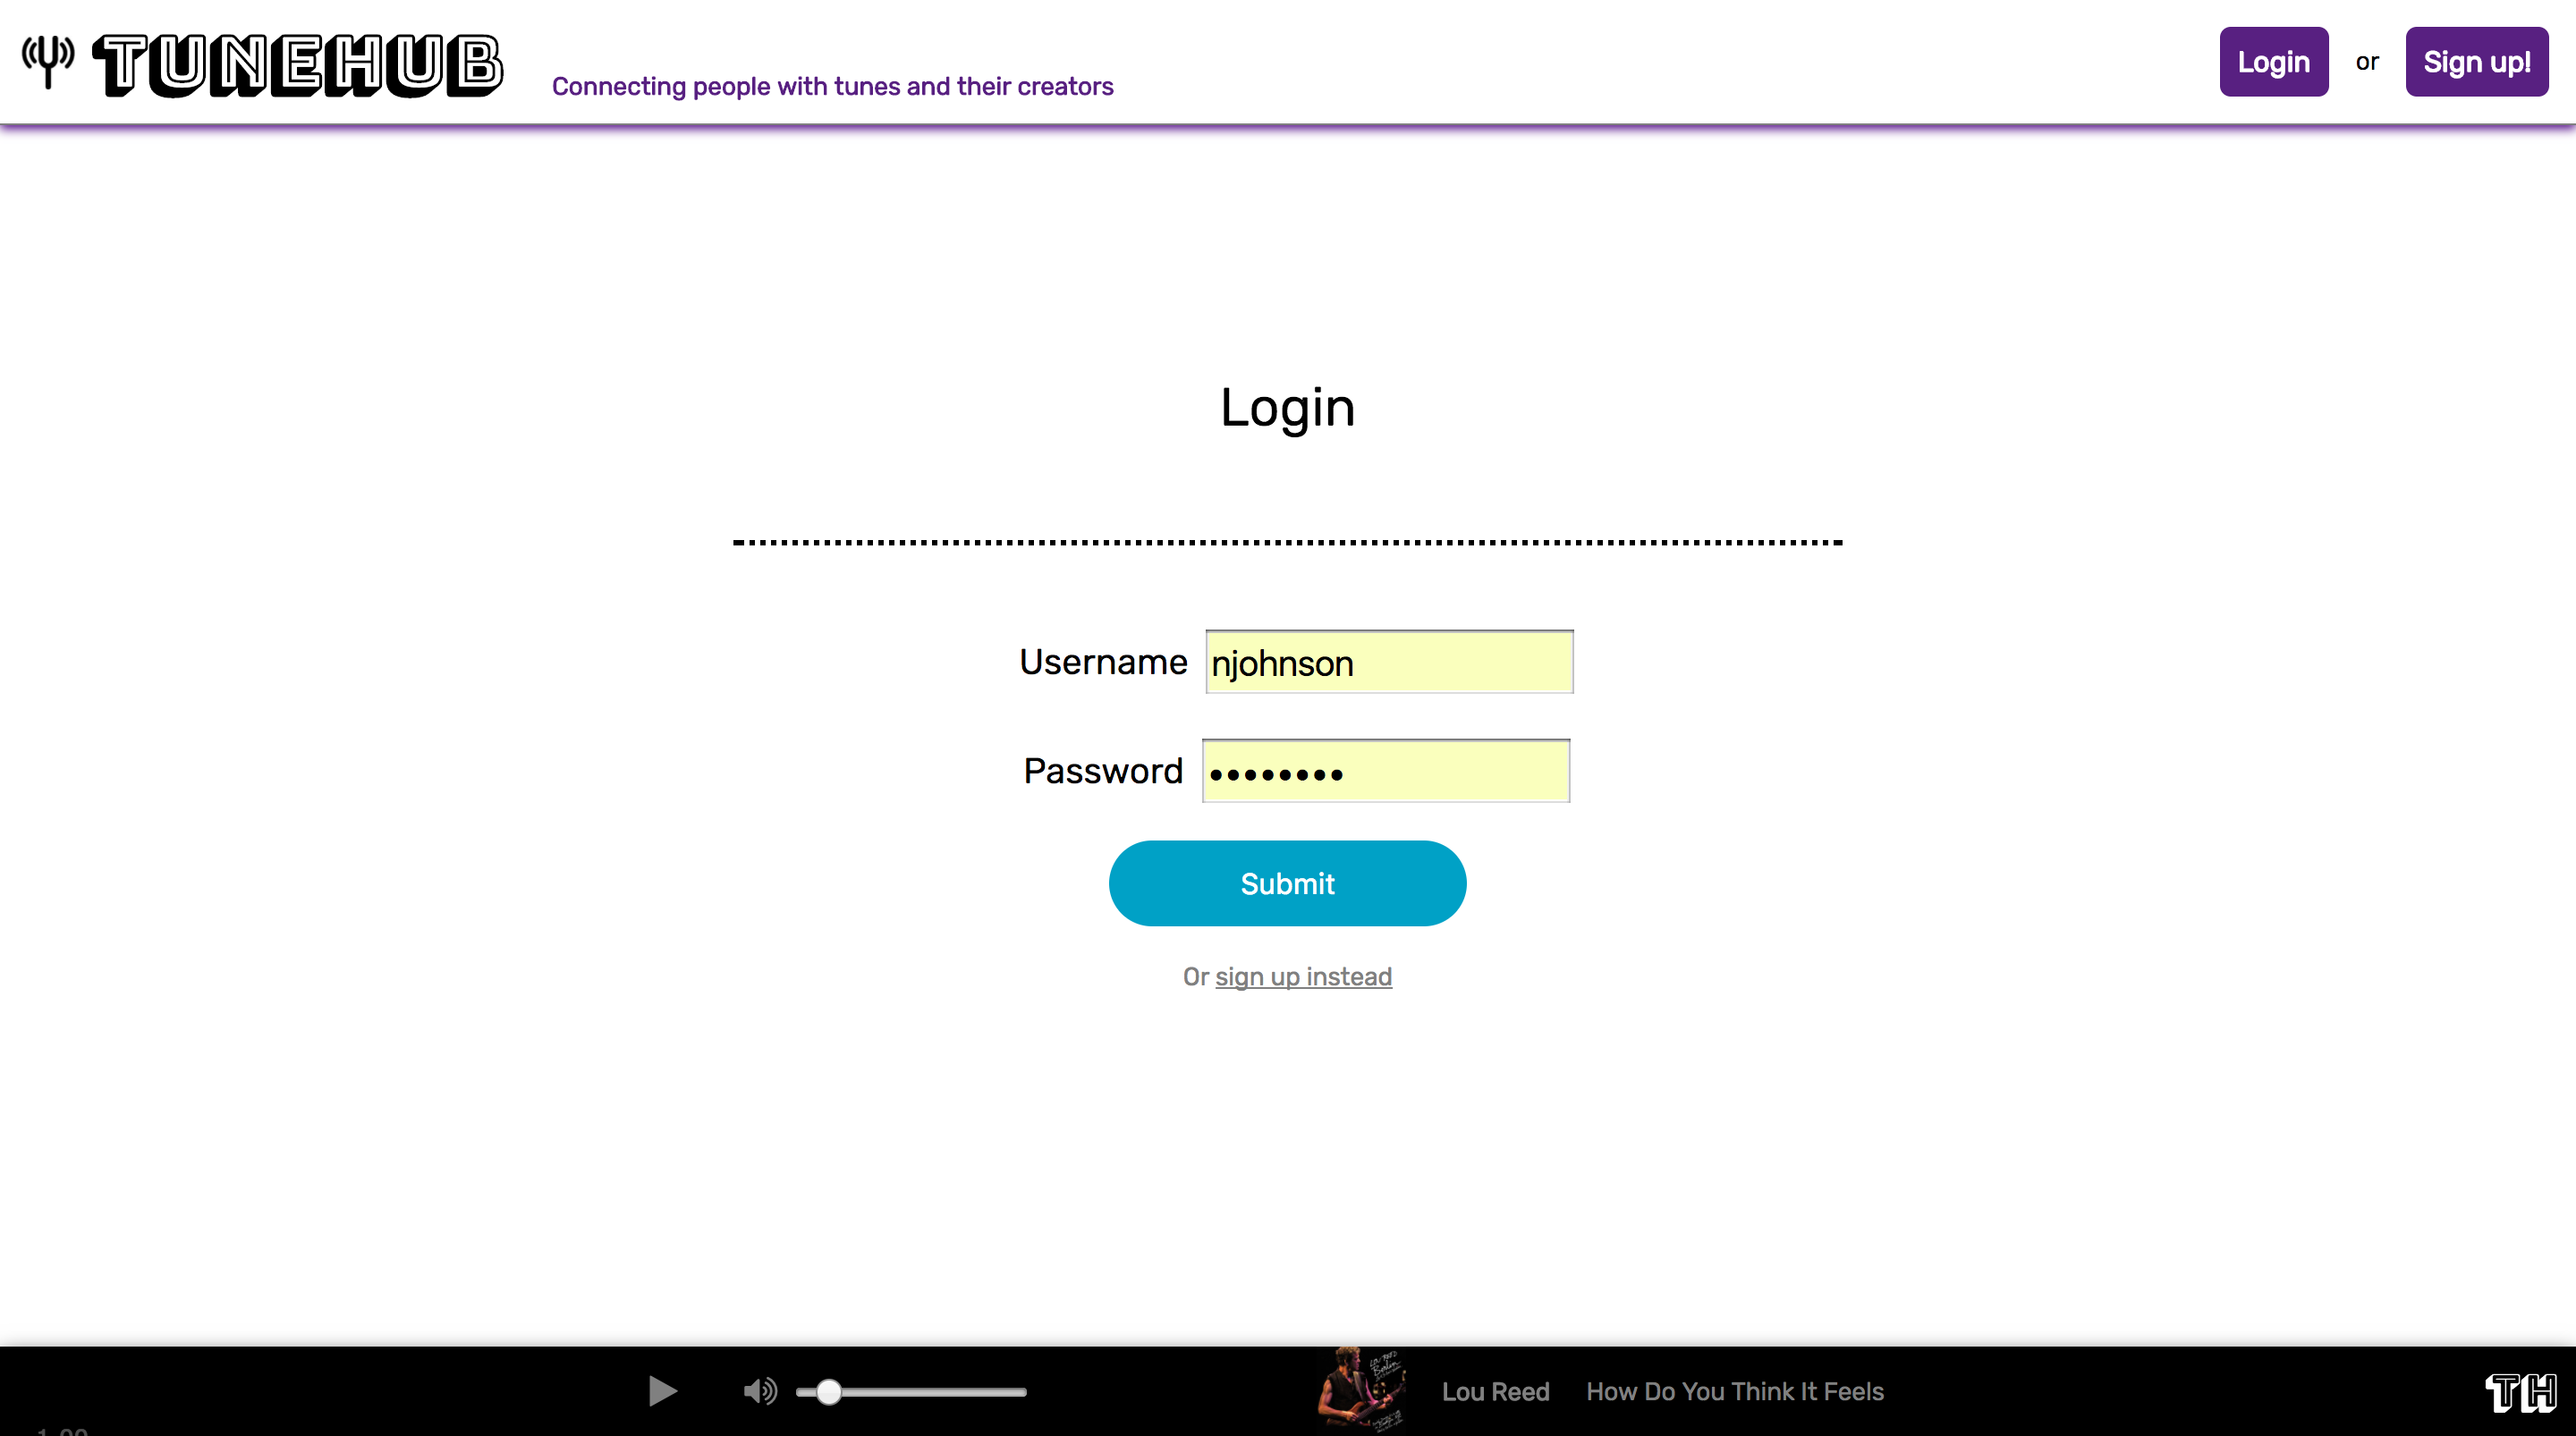 TUNEHUB
Connecting people with tunes and their creators
Login or Sign up!
Login
Username njohnson
Password ••••••••
Submit
Or sign up instead
Lou Reed How Do You Think It Feels
TH